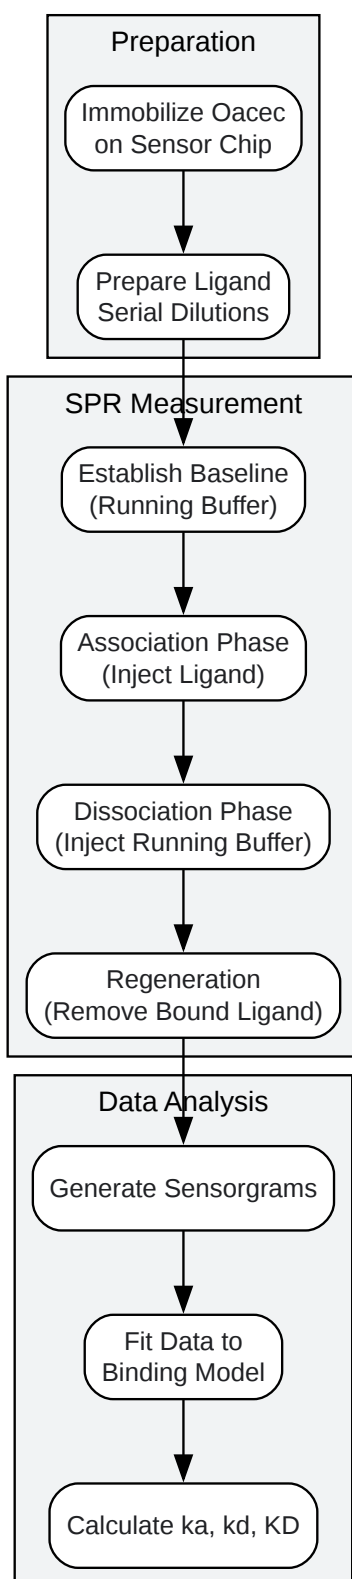 Preparation
Immobilize Oacec
on Sensor Chip
Prepare Ligand
Serial Dilutions
SPR Measurement
Establish Baseline
(Running Buffer)
Association Phase
(Inject Ligand)
Dissociation Phase
(Inject Running Buffer)
Regeneration
(Remove Bound Ligand)
Data Analysis
Generate Sensorgrams
Fit Data to
Binding Model
Calculate ka, kd, KD